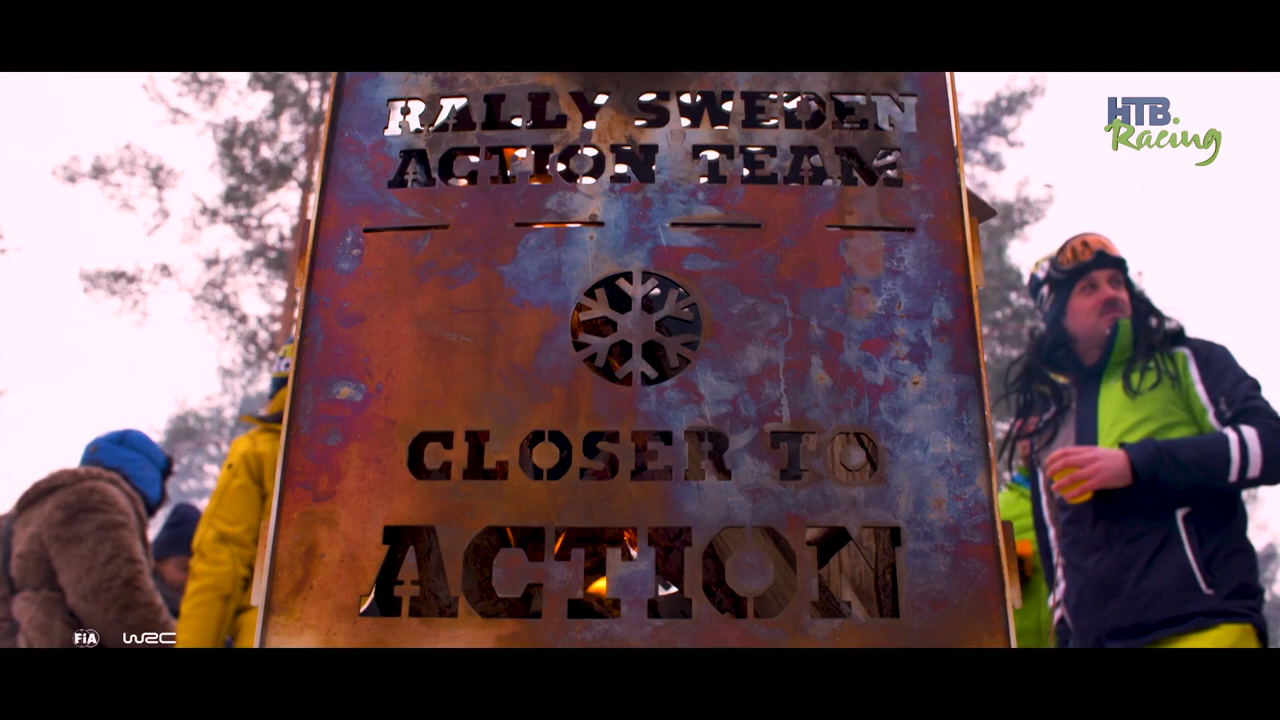 RALLY SWEDEN
ACTION TEAM
CLOSER TO
ACTION
HTB
Racing
FIA WRC